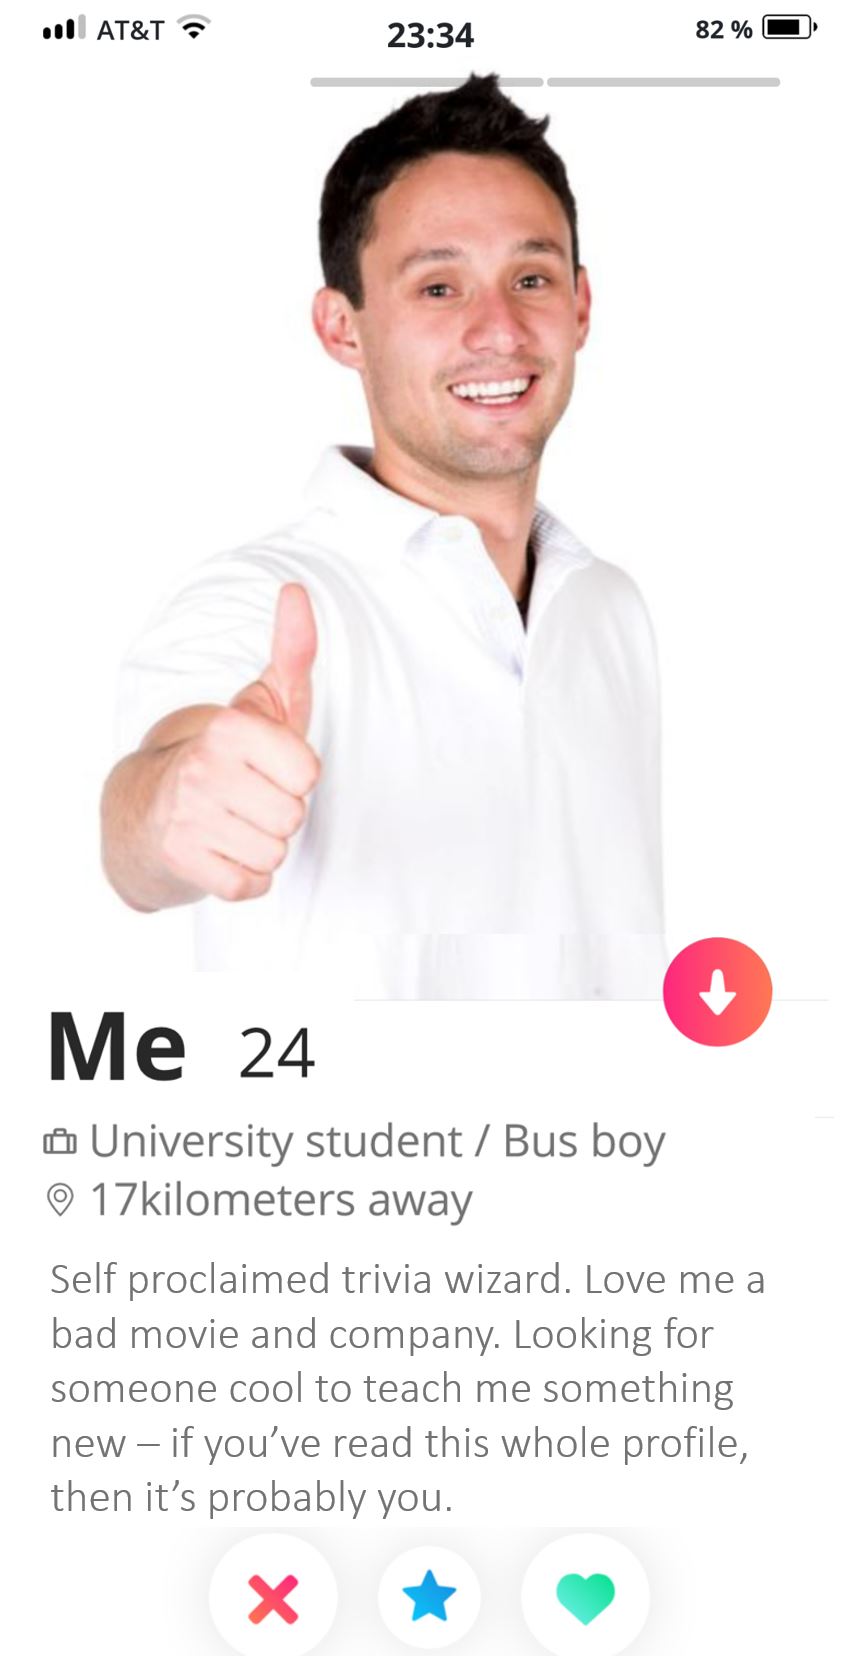 AT&T 23:34 82 %
Me 24
University student / Bus boy
17kilometers away
Self proclaimed trivia wizard. Love me a
bad movie and company. Looking for
someone cool to teach me something
new – if you’ve read this whole profile,
then it’s probably you.